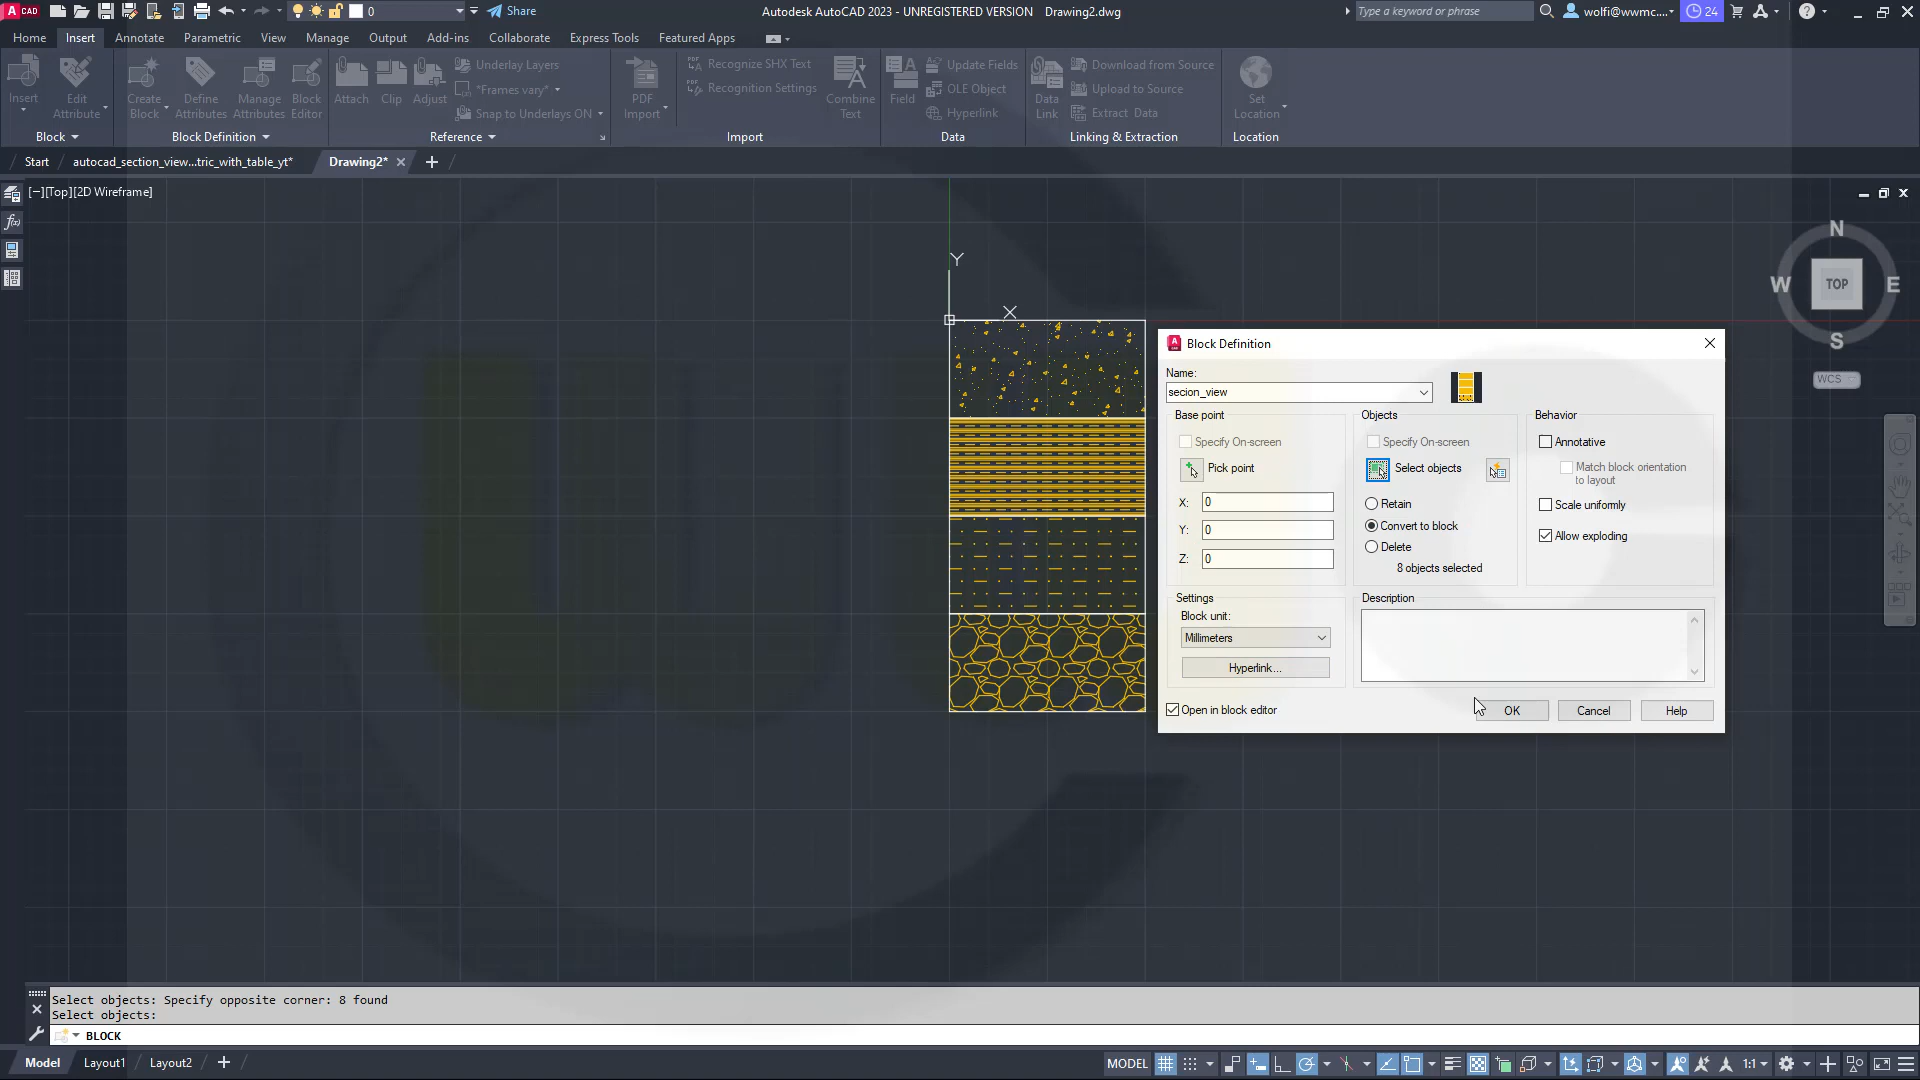 A CAD 0 Share Autodesk AutoCAD 2023 - UNREGISTERED VERSION Drawing2.dwg Type a keyword or phrase wolfi@wwmc.... 24
Home Insert Annotate Parametric View Manage Output Add-ins Collaborate Express Tools Featured Apps
Insert Edit Attribute Create Block Define Attributes Manage Attributes Block Editor Attach Clip Adjust Underlay Layers *Frames vary* Snap to Underlays ON PDF Import Recognize SHX Text Recognition Settings Combine Text Field Update Fields OLE Object Hyperlink Data Link Download from Source Upload to Source Extract Data Set Location
Block Block Definition Reference Import Data Linking & Extraction Location
Start autocad_section_view...tric_with_table_yt* Drawing2*
[−][Top][2D Wireframe]
N
W TOP E
S
WCS
Y
X
Block Definition
Name:
secion_view
Base point
Specify On-screen
Pick point
X: 0
Y: 0
Z: 0
Objects
Specify On-screen
Select objects
Retain
Convert to block
Delete
8 objects selected
Behavior
Annotative
Match block orientation
to layout
Scale uniformly
Allow exploding
Settings
Block unit:
Millimeters
Hyperlink...
Description
Open in block editor
OK Cancel Help
Select objects: Specify opposite corner: 8 found
Select objects:
BLOCK
Model Layout1 Layout2 MODEL 1:1